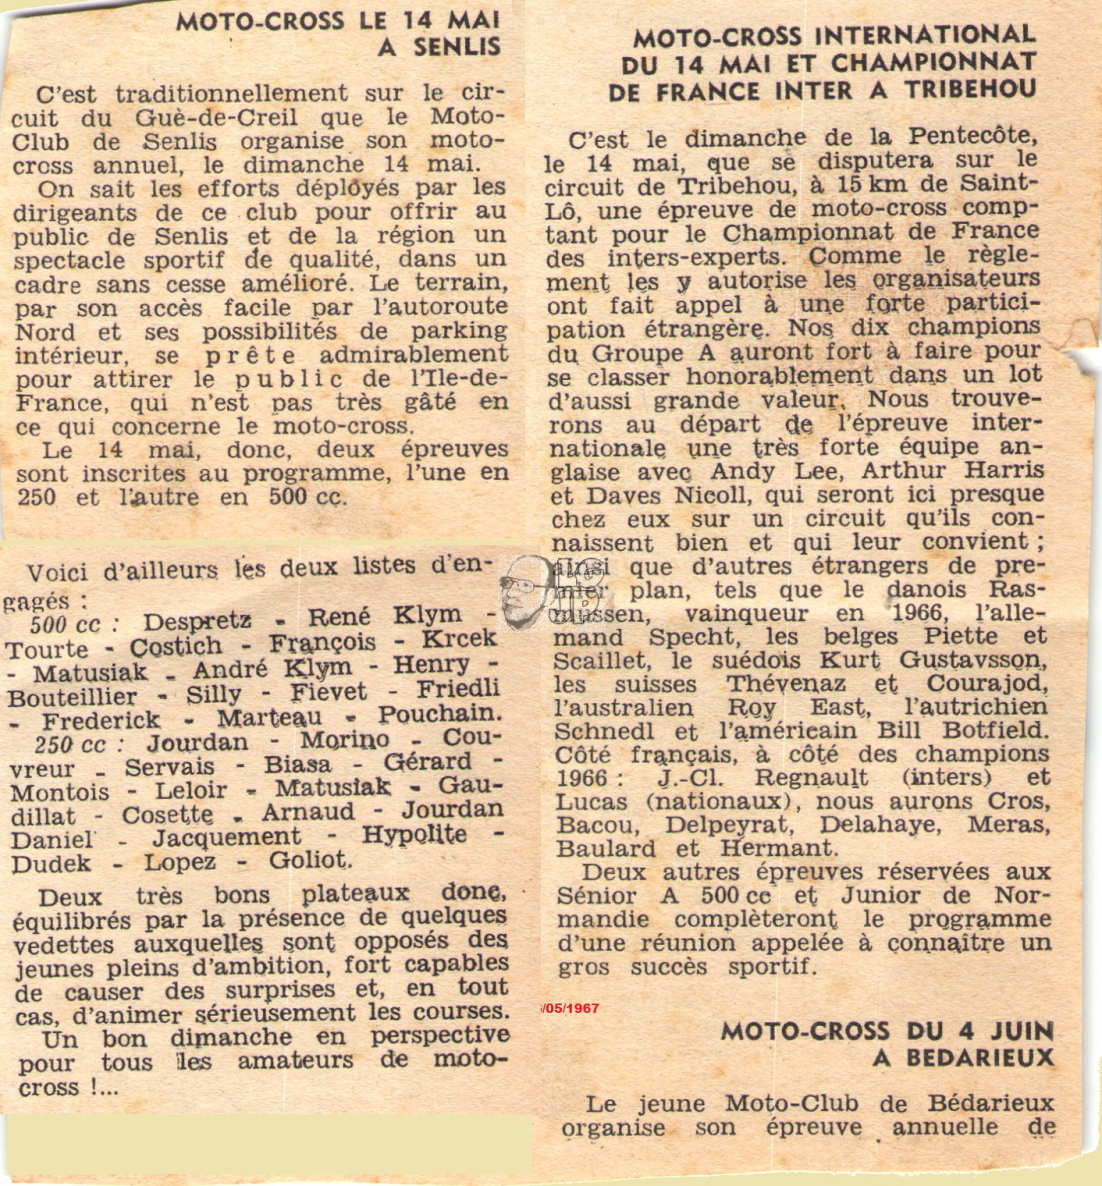 MOTO-CROSS LE 14 MAI
A SENLIS
C'est traditionnellement sur le cir-
cuit du Guè-de-Creil que le Moto-
Club de Senlis organise son moto-
cross annuel, le dimanche 14 mai.
On sait les efforts déployés par les
dirigeants de ce club pour offrir au
public de Senlis et de la région un
spectacle sportif de qualité, dans un
cadre sans cesse amélioré. Le terrain,
par son accès facile par l'autoroute
Nord et ses possibilités de parking
intérieur, se prête admirablement
pour attirer le public de l'Ile-de-
France, qui n'est pas très gâté en
ce qui concerne le moto-cross.
Le 14 mai, donc, deux épreuves
sont inscrites au programme, l'une en
250 et l'autre en 500 cc.
Voici d'ailleurs les deux listes d'en-
gagés :
500 cc : Despretz - René Klym -
Tourte - Costich - François - Krcek
- Matusiak - André Klym - Henry -
Bouteillier - Silly - Fievet - Friedli
- Frederick - Marteau - Pouchain.
250 cc : Jourdan - Morino - Cou-
vreur - Servais - Biasa - Gérard -
Montois - Leloir - Matusiak - Gau-
dillat - Cosette - Arnaud - Jourdan
Daniel - Jacquement - Hypolite -
Dudek - Lopez - Goliot.
Deux très bons plateaux donc,
équilibrés par la présence de quelques
vedettes auxquelles sont opposés des
jeunes pleins d'ambition, fort capables
de causer des surprises et, en tout
cas, d'animer sérieusement les courses.
Un bon dimanche en perspective
pour tous les amateurs de moto-
cross !...
MOTO-CROSS INTERNATIONAL
DU 14 MAI ET CHAMPIONNAT
DE FRANCE INTER A TRIBEHOU
C'est le dimanche de la Pentecôte,
le 14 mai, que se disputera sur le
circuit de Tribehou, à 15 km de Saint-
Lô, une épreuve de moto-cross comp-
tant pour le Championnat de France
des inters-experts. Comme le règle-
ment les y autorise les organisateurs
ont fait appel à une forte partici-
pation étrangère. Nos dix champions
du Groupe A auront fort à faire pour
se classer honorablement dans un lot
d'aussi grande valeur. Nous trouve-
rons au départ de l'épreuve inter-
nationale une très forte équipe an-
glaise avec Andy Lee, Arthur Harris
et Daves Nicoll, qui seront ici presque
chez eux sur un circuit qu'ils con-
naissent bien et qui leur convient ;
ainsi que d'autres étrangers de pre-
mier plan, tels que le danois Ras-
mussen, vainqueur en 1966, l'alle-
mand Specht, les belges Piette et
Scaillet, le suédois Kurt Gustavsson,
les suisses Thévenaz et Courajod,
l'australien Roy East, l'autrichien
Schnedl et l'américain Bill Botfield.
Côté français, à côté des champions
1966 : J.-Cl. Regnault (inters) et
Lucas (nationaux), nous aurons Cros,
Bacou, Delpeyrat, Delahaye, Meras,
Baulard et Hermant.
Deux autres épreuves réservées aux
Sénior A 500 cc et Junior de Nor-
mandie complèteront le programme
d'une réunion appelée à connaître un
gros succès sportif.
/05/1967
MOTO-CROSS DU 4 JUIN
A BEDARIEUX
Le jeune Moto-Club de Bédarieux
organise son épreuve annuelle de